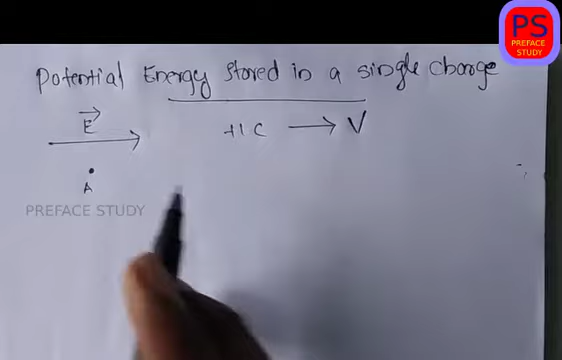 PS
PREFACE
STUDY
Potential Energy stored in a single charge
E
+1 C → V
A
PREFACE STUDY